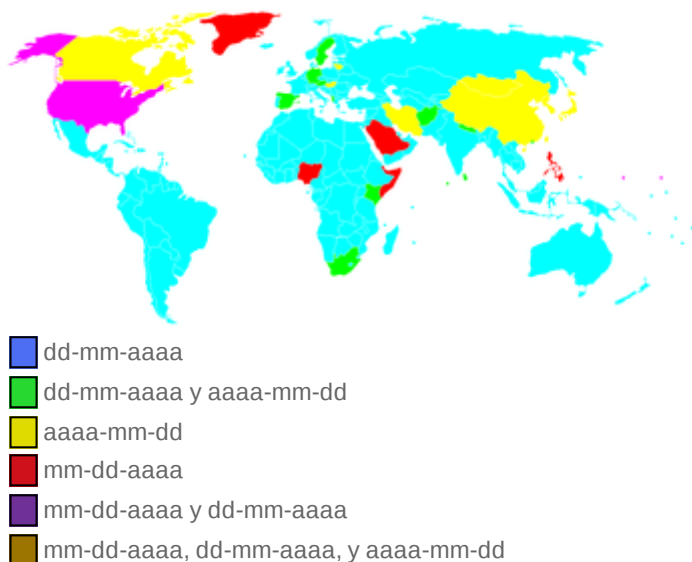 dd-mm-aaaa
dd-mm-aaaa y aaaa-mm-dd
aaaa-mm-dd
mm-dd-aaaa
mm-dd-aaaa y dd-mm-aaaa
mm-dd-aaaa, dd-mm-aaaa, y aaaa-mm-dd